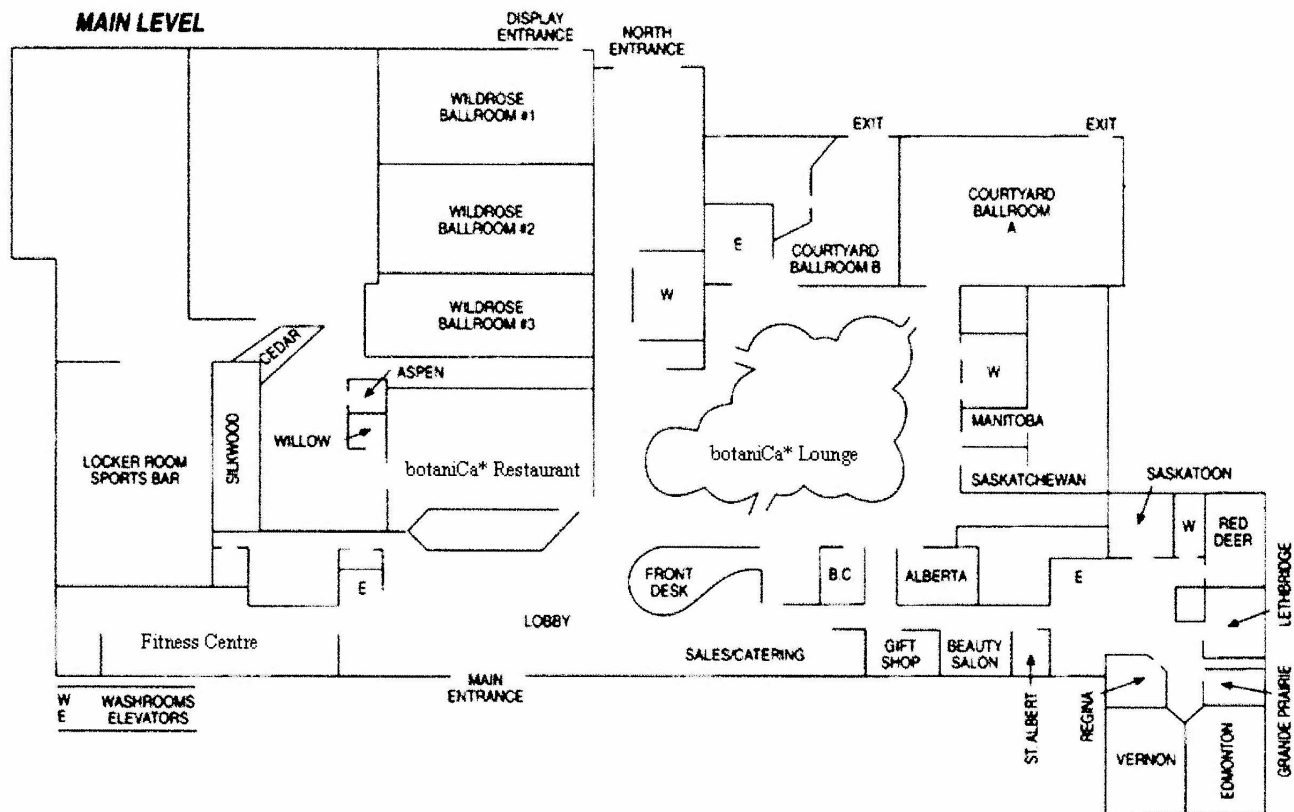 MAIN LEVEL
DISPLAY
ENTRANCE
NORTH
ENTRANCE
WILDROSE
BALLROOM #1
EXIT
EXIT
WILDROSE
BALLROOM #2
COURTYARD
BALLROOM
A
E
COURTYARD
BALLROOM B
W
WILDROSE
BALLROOM #3
CEDAR
ASPEN
W
WILLOW
MANITOBA
LOCKER ROOM
SPORTS BAR
SILKWOOD
botaniCa* Restaurant
botaniCa* Lounge
SASKATCHEWAN
SASKATOON
W
RED
DEER
E
FRONT
DESK
B.C
ALBERTA
E
LETHBRIDGE
LOBBY
Fitness Centre
SALES/CATERING
GIFT
SHOP
BEAUTY
SALON
MAIN
ENTRANCE
W WASHROOMS
E ELEVATORS
ST ALBERT
REGINA
GRANDE PRAIRIE
VERNON
EDMONTON